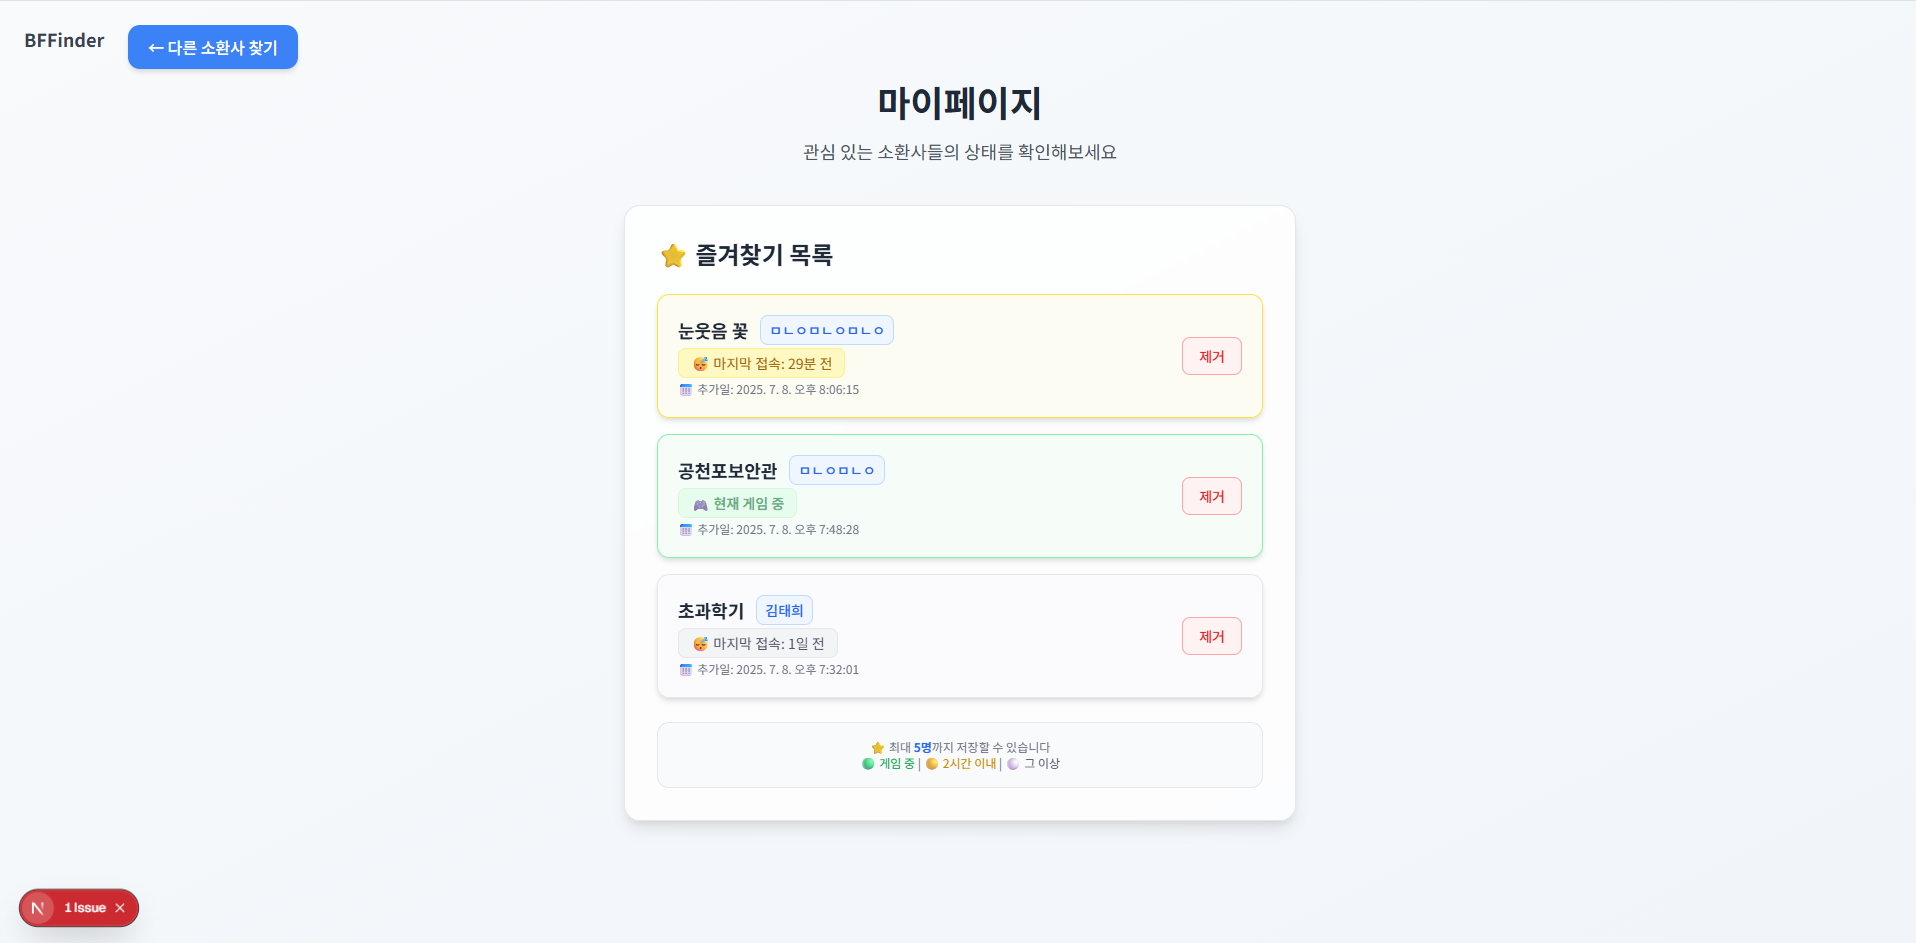 BFFinder
← 다른 소환사 찾기
마이페이지
관심 있는 소환사들의 상태를 확인해보세요
⭐ 즐겨찾기 목록
눈웃음 꽃 ㅁㄴㅇㅁㄴㅇㅁㄴㅇ
😴 마지막 접속: 29분 전
📅 추가일: 2025. 7. 8. 오후 8:06:15
제거
공천포보안관 ㅁㄴㅇㅁㄴㅇ
🎮 현재 게임 중
📅 추가일: 2025. 7. 8. 오후 7:48:28
제거
초과학기 김태희
😴 마지막 접속: 1일 전
📅 추가일: 2025. 7. 8. 오후 7:32:01
제거
⭐ 최대 5명까지 저장할 수 있습니다
🟢 게임 중 | 🟡 2시간 이내 | ⚪ 그 이상
N 1 Issue ×